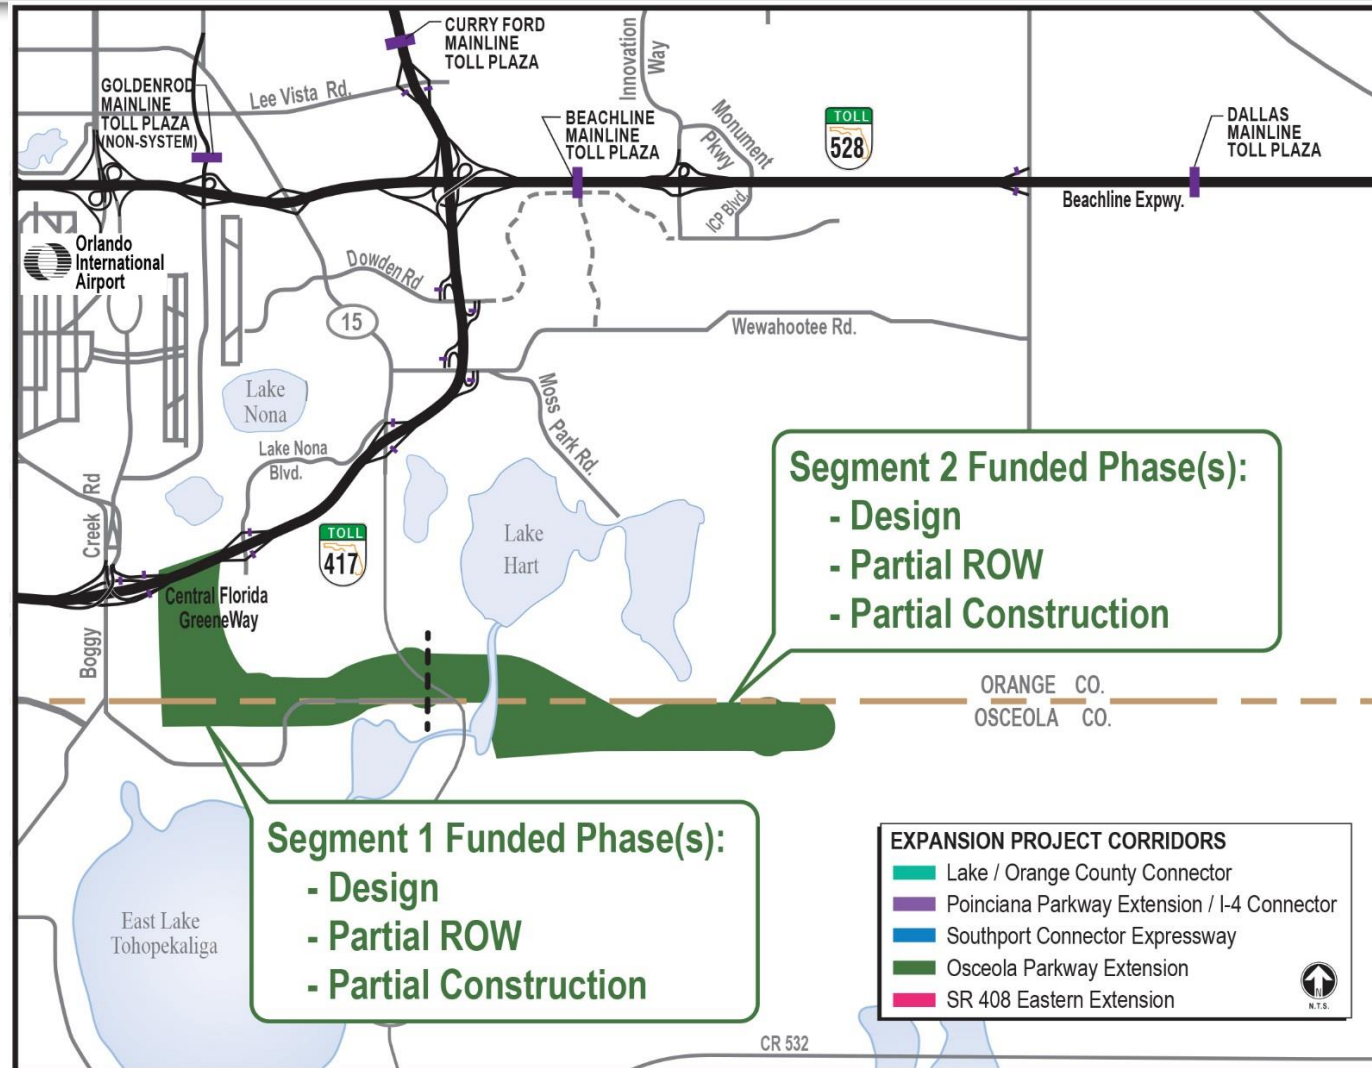 CURRY FORD
MAINLINE
TOLL PLAZA
Innovation
Way
GOLDENROD
MAINLINE
TOLL PLAZA
(NON-SYSTEM)
Lee Vista Rd.
BEACHLINE
MAINLINE
TOLL PLAZA
Monument
Pkwy
TOLL
528
DALLAS
MAINLINE
TOLL PLAZA
Beachline Expwy.
ICP Blvd.
Orlando
International
Airport
Dowden Rd
15
Wewahootee Rd.
Lake
Nona
Moss Park Rd.
Lake Nona
Blvd.
Segment 2 Funded Phase(s):
- Design
- Partial ROW
- Partial Construction
Boggy Creek Rd
TOLL
417
Lake
Hart
Central Florida
GreeneWay
ORANGE CO.
OSCEOLA CO.
Segment 1 Funded Phase(s):
- Design
- Partial ROW
- Partial Construction
East Lake
Tohopekaliga
EXPANSION PROJECT CORRIDORS
Lake / Orange County Connector
Poinciana Parkway Extension / I-4 Connector
Southport Connector Expressway
Osceola Parkway Extension
SR 408 Eastern Extension
N
N.T.S.
CR 532